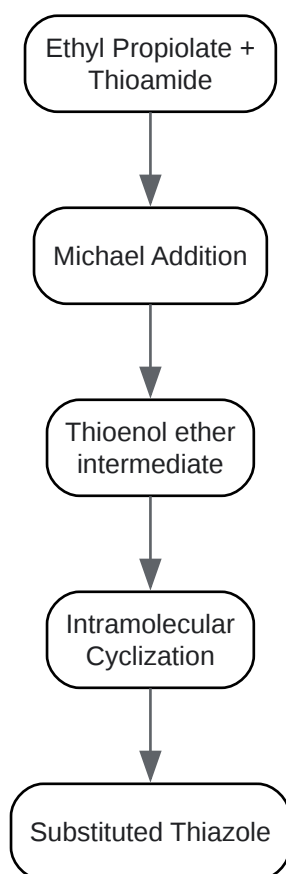 Ethyl Propiolate +
Thioamide
Michael Addition
Thioenol ether
intermediate
Intramolecular
Cyclization
Substituted Thiazole